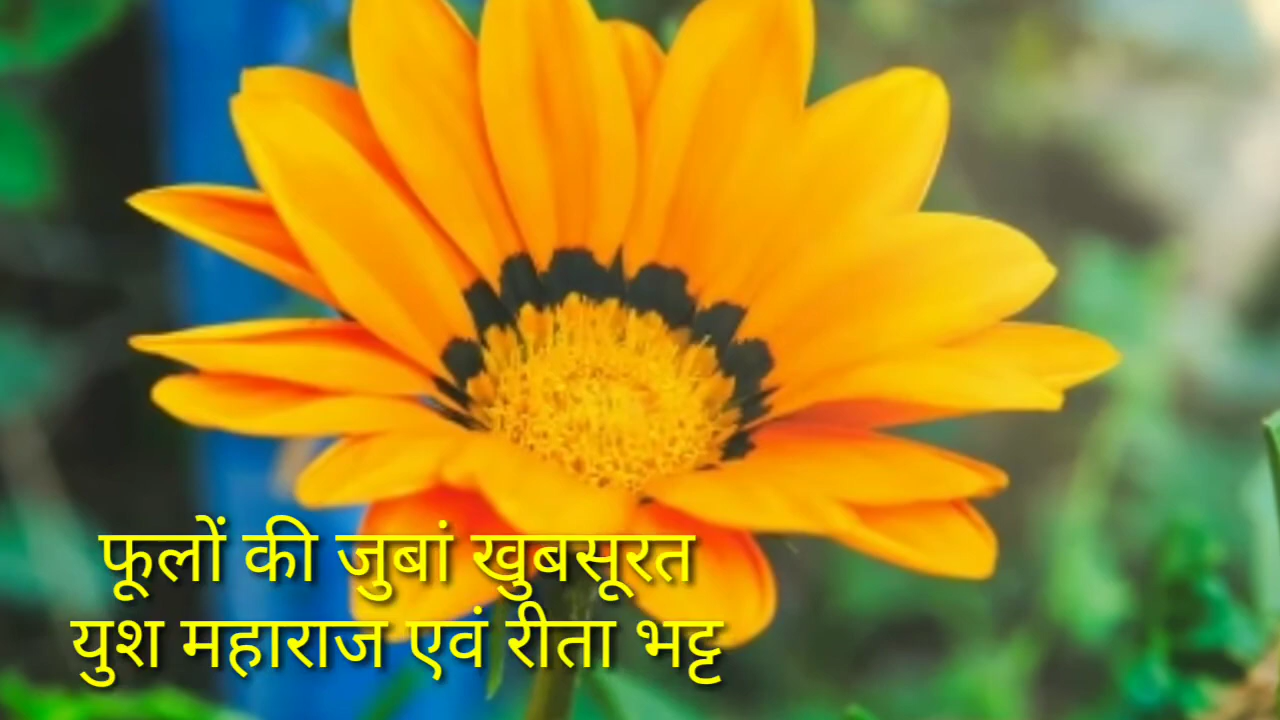 फूलों की जुबां खुबसूरत
युश महाराज एवं रीता भट्ट